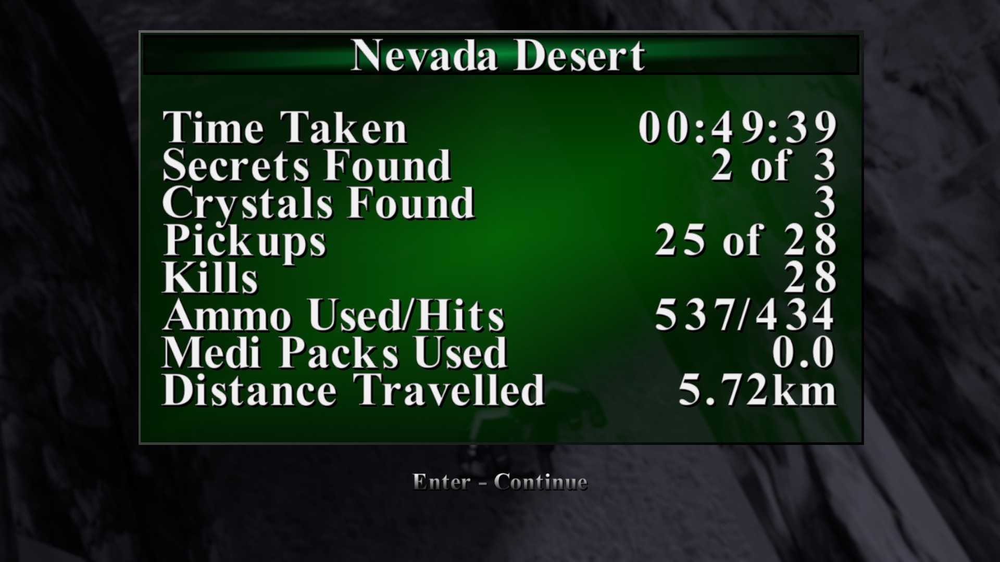 Nevada Desert
Time Taken 00:49:39
Secrets Found 2 of 3
Crystals Found 3
Pickups 25 of 28
Kills 28
Ammo Used/Hits 537/434
Medi Packs Used 0.0
Distance Travelled 5.72km
Enter - Continue